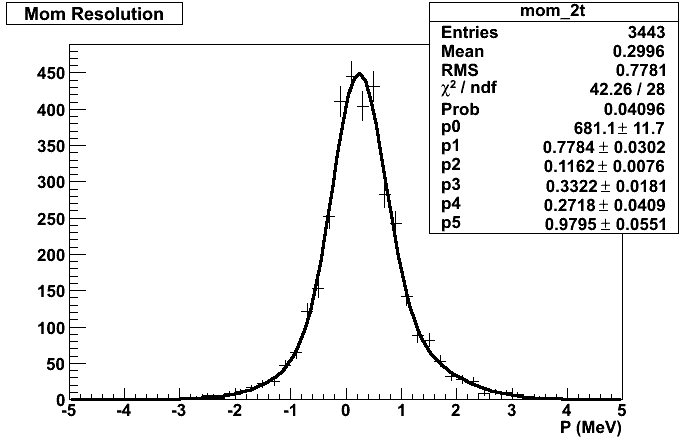 Mom Resolution
mom_2t
Entries 3443
Mean 0.2996
RMS 0.7781
χ² / ndf 42.26 / 28
Prob 0.04096
p0 681.1 ± 11.7
p1 0.7784 ± 0.0302
p2 0.1162 ± 0.0076
p3 0.3322 ± 0.0181
p4 0.2718 ± 0.0409
p5 0.9795 ± 0.0551
450
400
350
300
250
200
150
100
50
0
-5 -4 -3 -2 -1 0 1 2 3 4 5
P (MeV)